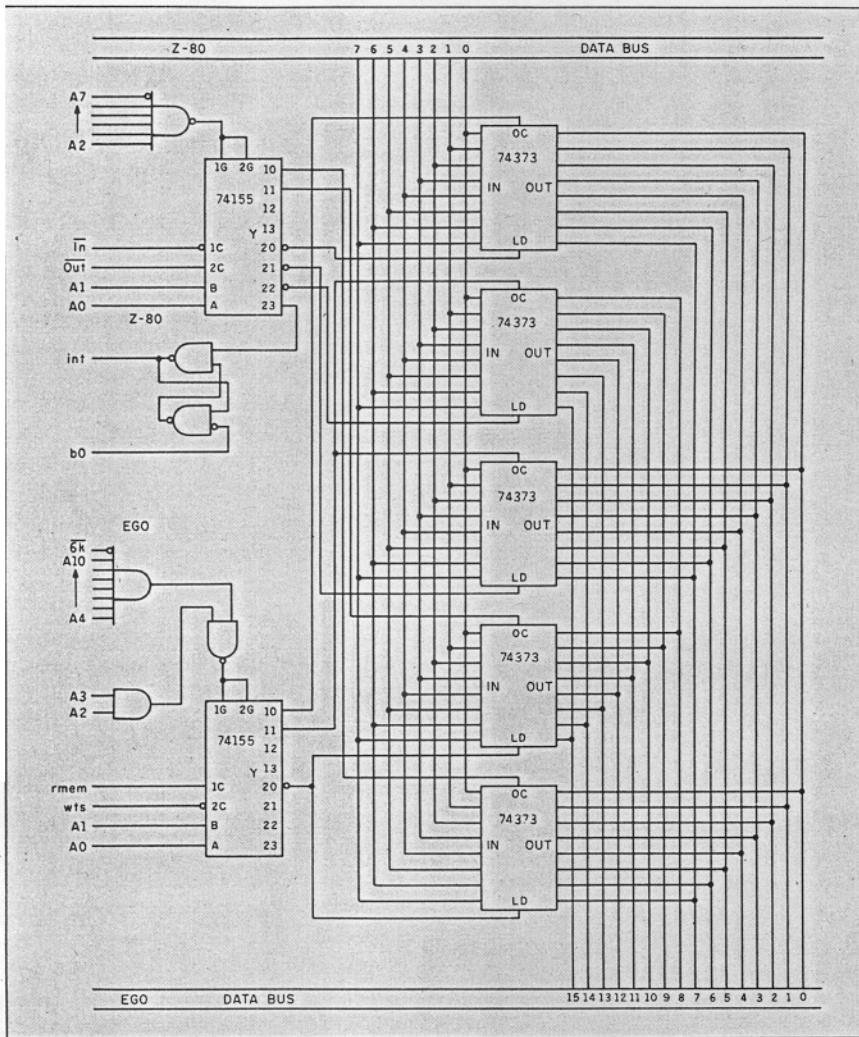 Z-80 7 6 5 4 3 2 1 0 DATA BUS
A7
A2
1G 2G 10
11
74155 12
Y 13
I̅n̅ 1C 20
O̅u̅t̅ 2C 21
A1 B 22
A0 A 23
Z-80
int
b0
OC
74373
IN OUT
LD
OC
74373
IN OUT
LD
OC
74373
IN OUT
LD
OC
74373
IN OUT
LD
OC
74373
IN OUT
LD
EGO
6̅k̅
A10
A4
A3
A2
1G 2G 10
11
74155 12
Y 13
rmem 1C 20
wts 2C 21
A1 B 22
A0 A 23
EGO DATA BUS 15 14 13 12 11 10 9 8 7 6 5 4 3 2 1 0